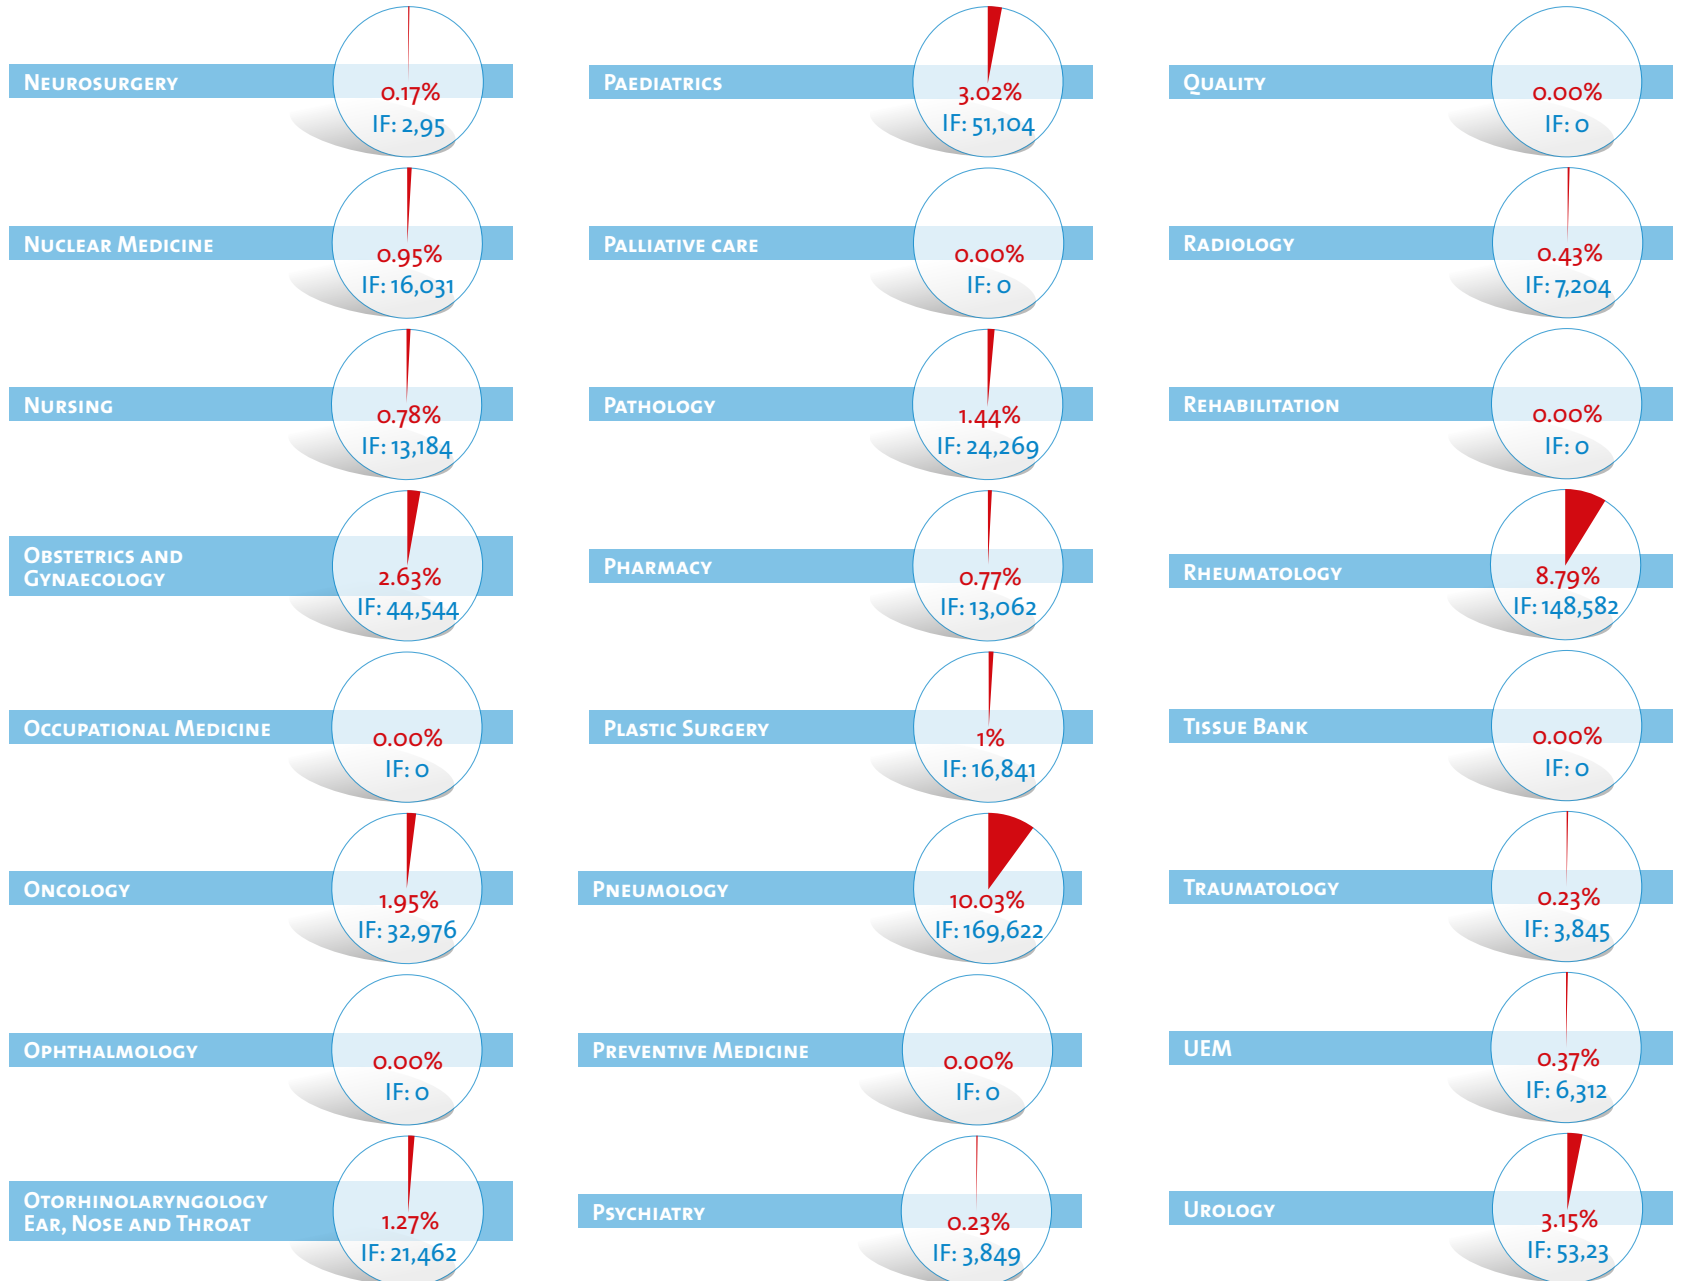 Neurosurgery
0.17%
IF: 2,95
Nuclear Medicine
0.95%
IF: 16,031
Nursing
0.78%
IF: 13,184
Obstetrics and
Gynaecology
2.63%
IF: 44,544
Occupational Medicine
0.00%
IF: 0
Oncology
1.95%
IF: 32,976
Ophthalmology
0.00%
IF: 0
Otorhinolaryngology
Ear, Nose and Throat
1.27%
IF: 21,462
Paediatrics
3.02%
IF: 51,104
Palliative care
0.00%
IF: 0
Pathology
1.44%
IF: 24,269
Pharmacy
0.77%
IF: 13,062
Plastic Surgery
1%
IF: 16,841
Pneumology
10.03%
IF: 169,622
Preventive Medicine
0.00%
IF: 0
Psychiatry
0.23%
IF: 3,849
Quality
0.00%
IF: 0
Radiology
0.43%
IF: 7,204
Rehabilitation
0.00%
IF: 0
Rheumatology
8.79%
IF: 148,582
Tissue Bank
0.00%
IF: 0
Traumatology
0.23%
IF: 3,845
UEM
0.37%
IF: 6,312
Urology
3.15%
IF: 53,23